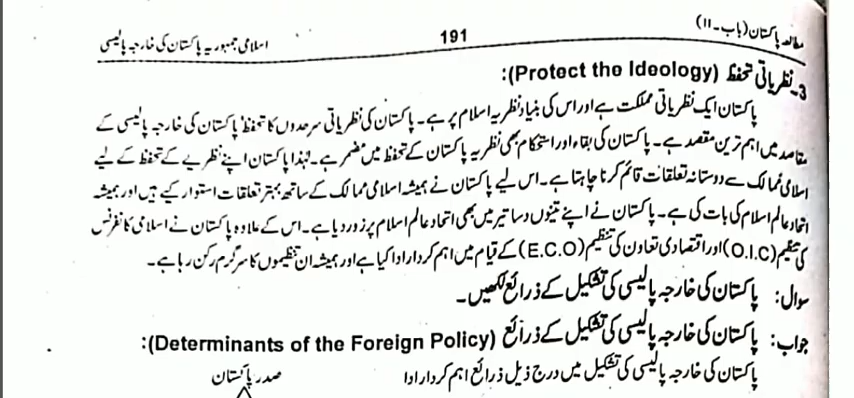 مطالعہ پاکستان (باب۔II)
191
اسلامی جمہوریہ پاکستان کی خارجہ پالیسی
3۔ نظریاتی تحفظ (Protect the Ideology):
پاکستان ایک نظریاتی مملکت ہے اور اس کی بنیاد نظریہ اسلام پر ہے۔ پاکستان کی نظریاتی سرحدوں کا تحفظ پاکستان کی خارجہ پالیسی کے
مقاصد میں اہم ترین مقصد ہے۔ پاکستان کی بقاء اور استحکام بھی نظریہ پاکستان کے تحفظ میں مضمر ہے۔ لہٰذا پاکستان اپنے نظریے کے تحفظ کے لیے
اسلامی ممالک سے دوستانہ تعلقات قائم کرنا چاہتا ہے۔ اس لیے پاکستان نے ہمیشہ اسلامی ممالک کے ساتھ بہتر تعلقات استوار کیے ہیں اور ہمیشہ
اتحاد عالم اسلام کی بات کی ہے۔ پاکستان نے اپنے تینوں دساتیر میں بھی اتحاد عالم اسلام پر زور دیا ہے۔ اس کے علاوہ پاکستان نے اسلامی کانفرنس
کی تنظیم (O.I.C) اور اقتصادی تعاون کی تنظیم (E.C.O) کے قیام میں اہم کردار ادا کیا ہے اور ہمیشہ ان تنظیموں کا سرگرم رکن رہا ہے۔
سوال: پاکستان کی خارجہ پالیسی کی تشکیل کے ذرائع لکھیں۔
جواب: پاکستان کی خارجہ پالیسی کی تشکیل کے ذرائع (Determinants of the Foreign Policy):
پاکستان کی خارجہ پالیسی کی تشکیل میں درج ذیل ذرائع اہم کردار ادا
صدر پاکستان